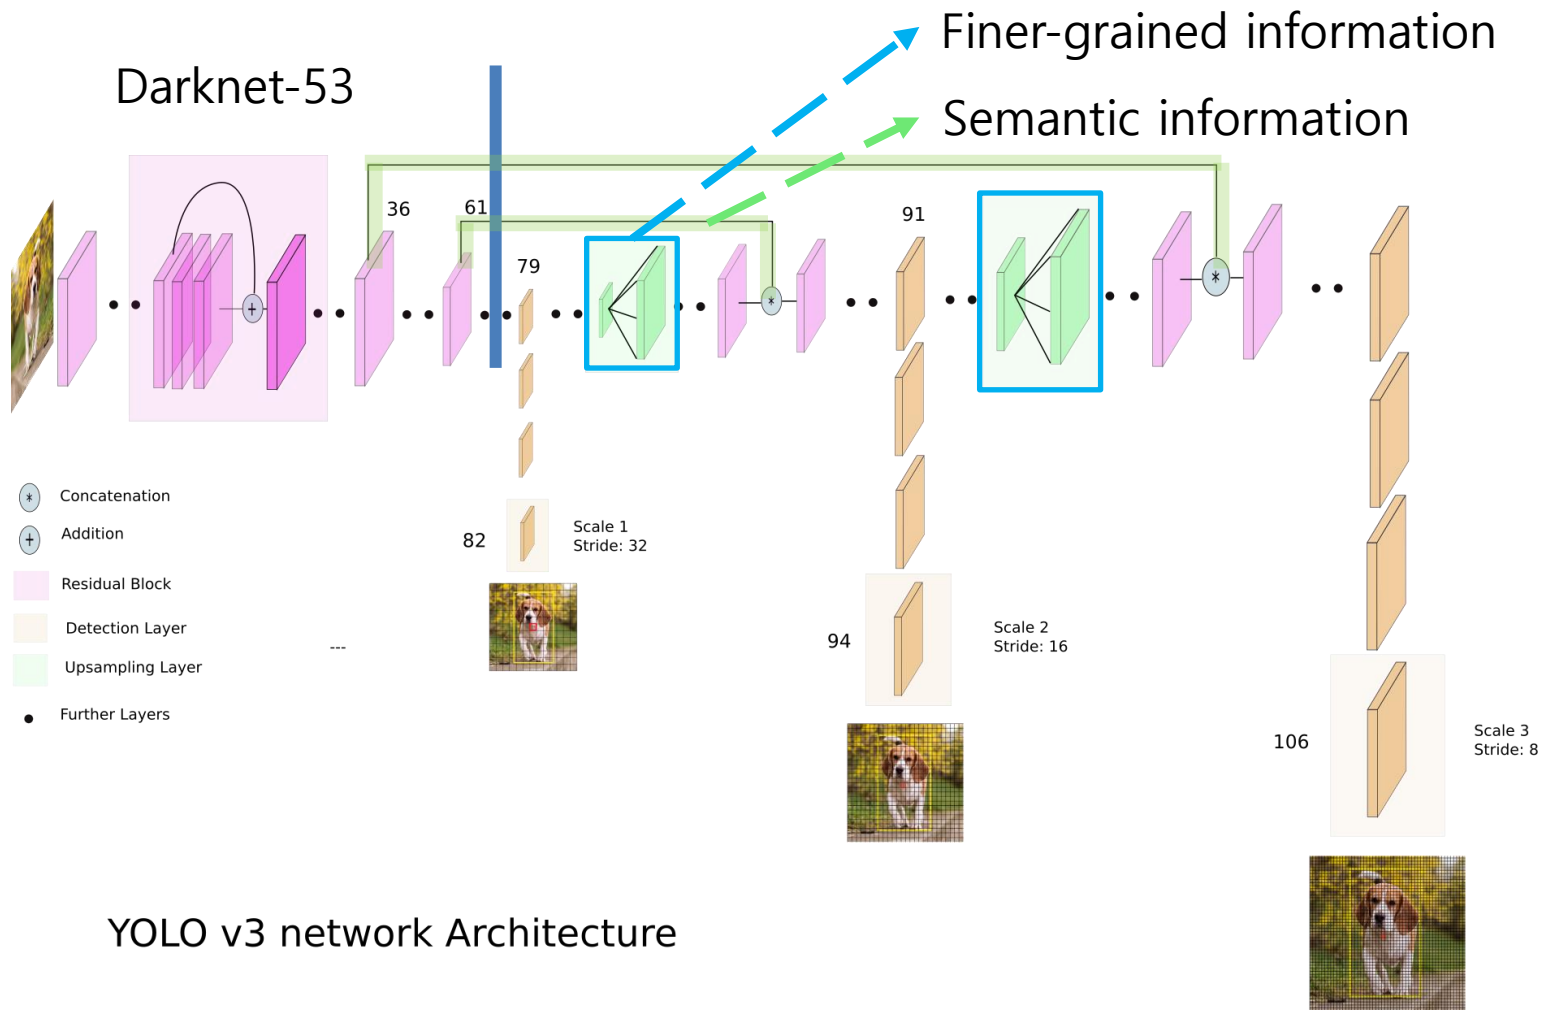 Finer-grained information
Darknet-53
Semantic information
36
61
91
79
*
*
+
* Concatenation
+ Addition
Residual Block
Detection Layer
Upsampling Layer
Further Layers
---
82
Scale 1
Stride: 32
94
Scale 2
Stride: 16
106
Scale 3
Stride: 8
YOLO v3 network Architecture